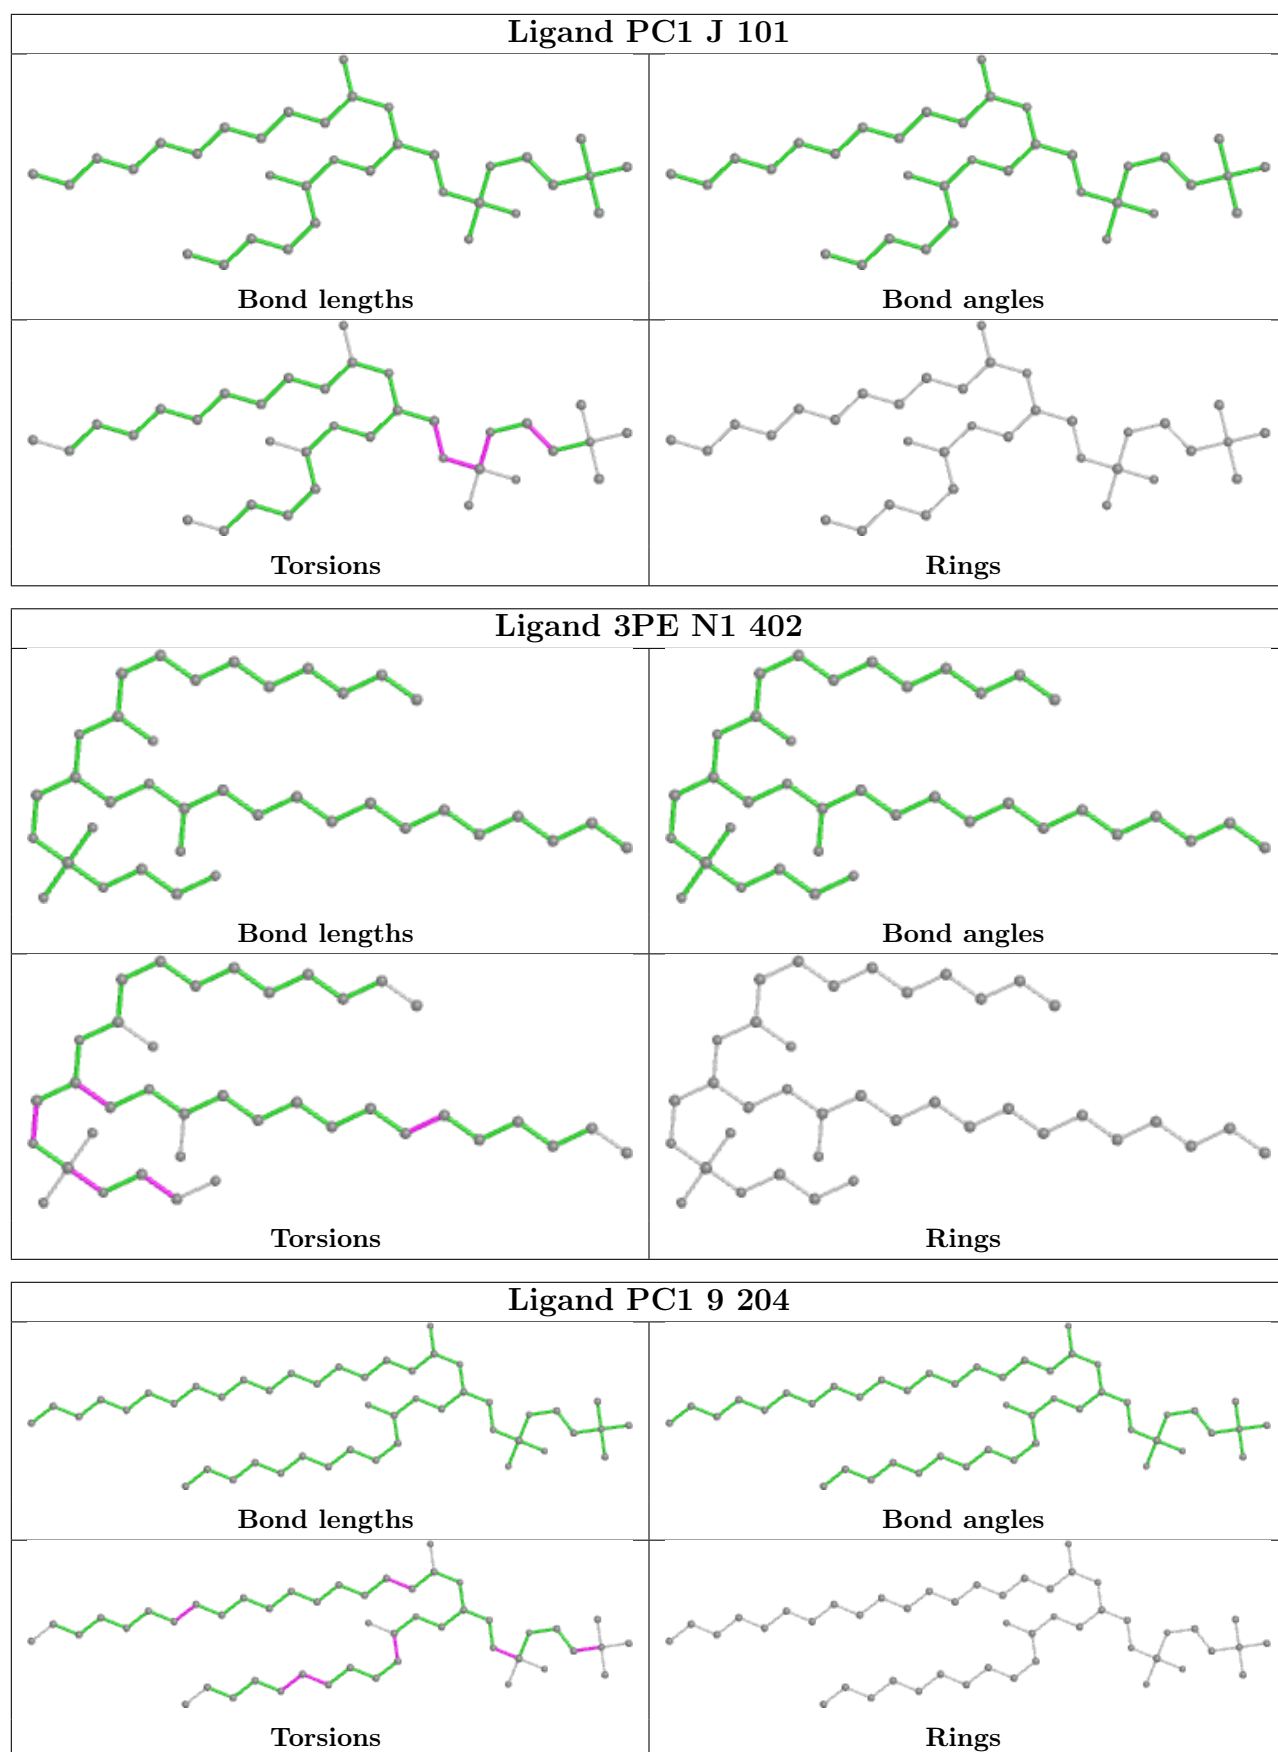 Ligand PC1 J 101
Bond lengths
Bond angles
Torsions
Rings
Ligand 3PE N1 402
Bond lengths
Bond angles
Torsions
Rings
Ligand PC1 9 204
Bond lengths
Bond angles
Torsions
Rings